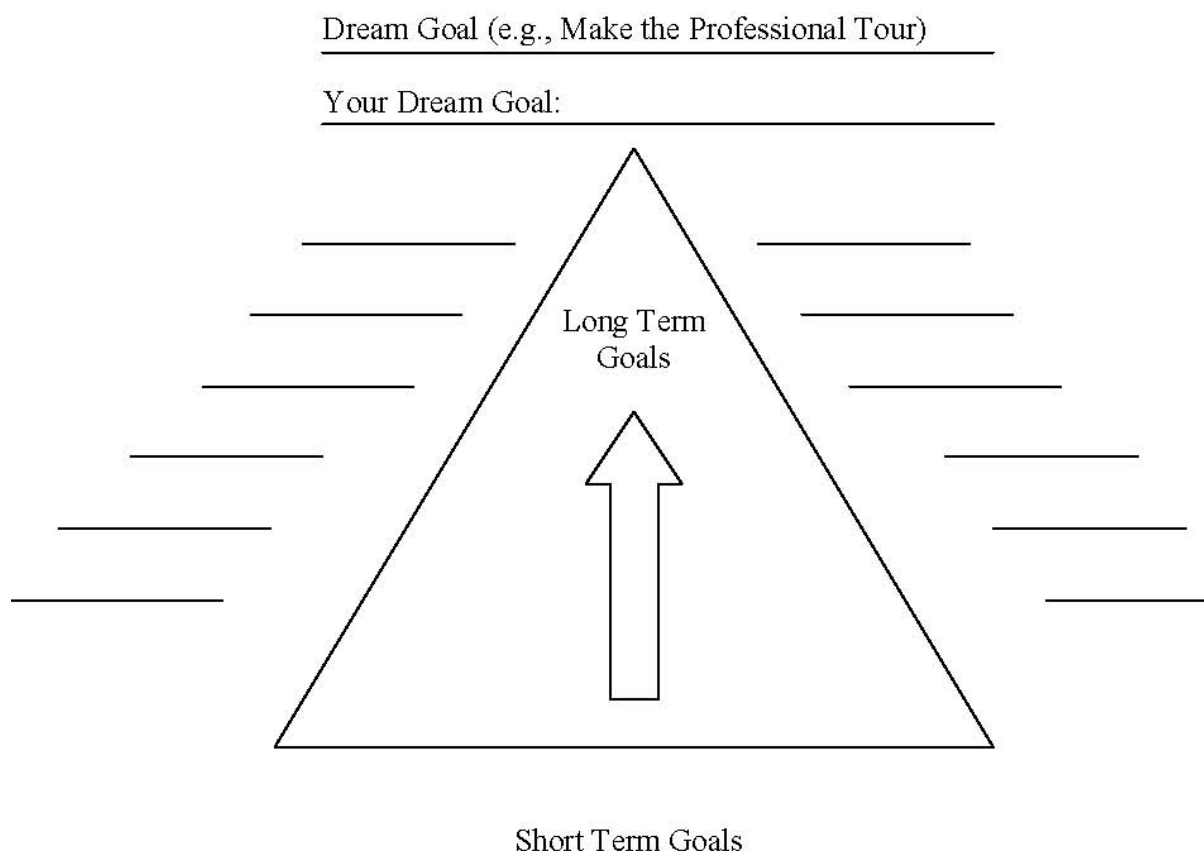 Dream Goal (e.g., Make the Professional Tour)
Your Dream Goal:
Long Term
Goals
Short Term Goals